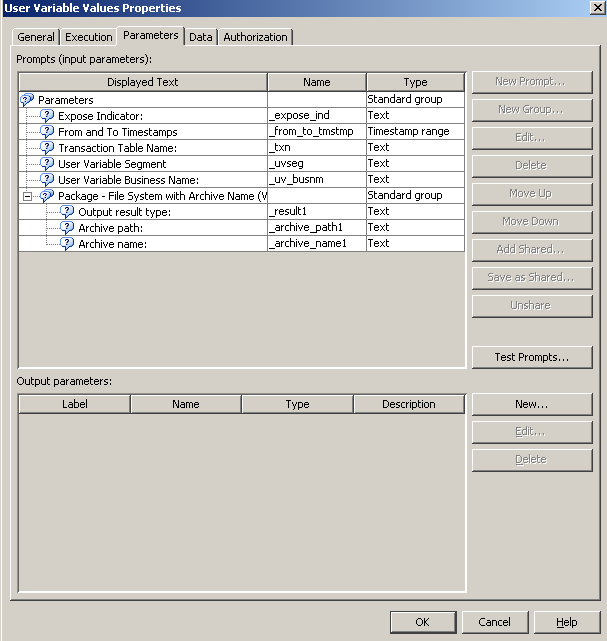 User Variable Values Properties
General Execution Parameters Data Authorization
Prompts (input parameters):
Displayed Text Name Type
Parameters Standard group
Expose Indicator: _expose_ind Text
From and To Timestamps _from_to_tmstmp Timestamp range
Transaction Table Name: _txn Text
User Variable Segment _uvseg Text
User Variable Business Name: _uv_busnm Text
Package - File System with Archive Name (V Standard group
Output result type: _result1 Text
Archive path: _archive_path1 Text
Archive name: _archive_name1 Text
New Prompt...
New Group...
Edit...
Delete
Move Up
Move Down
Add Shared...
Save as Shared...
Unshare
Test Prompts...
Output parameters:
Label Name Type Description
New...
Edit...
Delete
OK Cancel Help